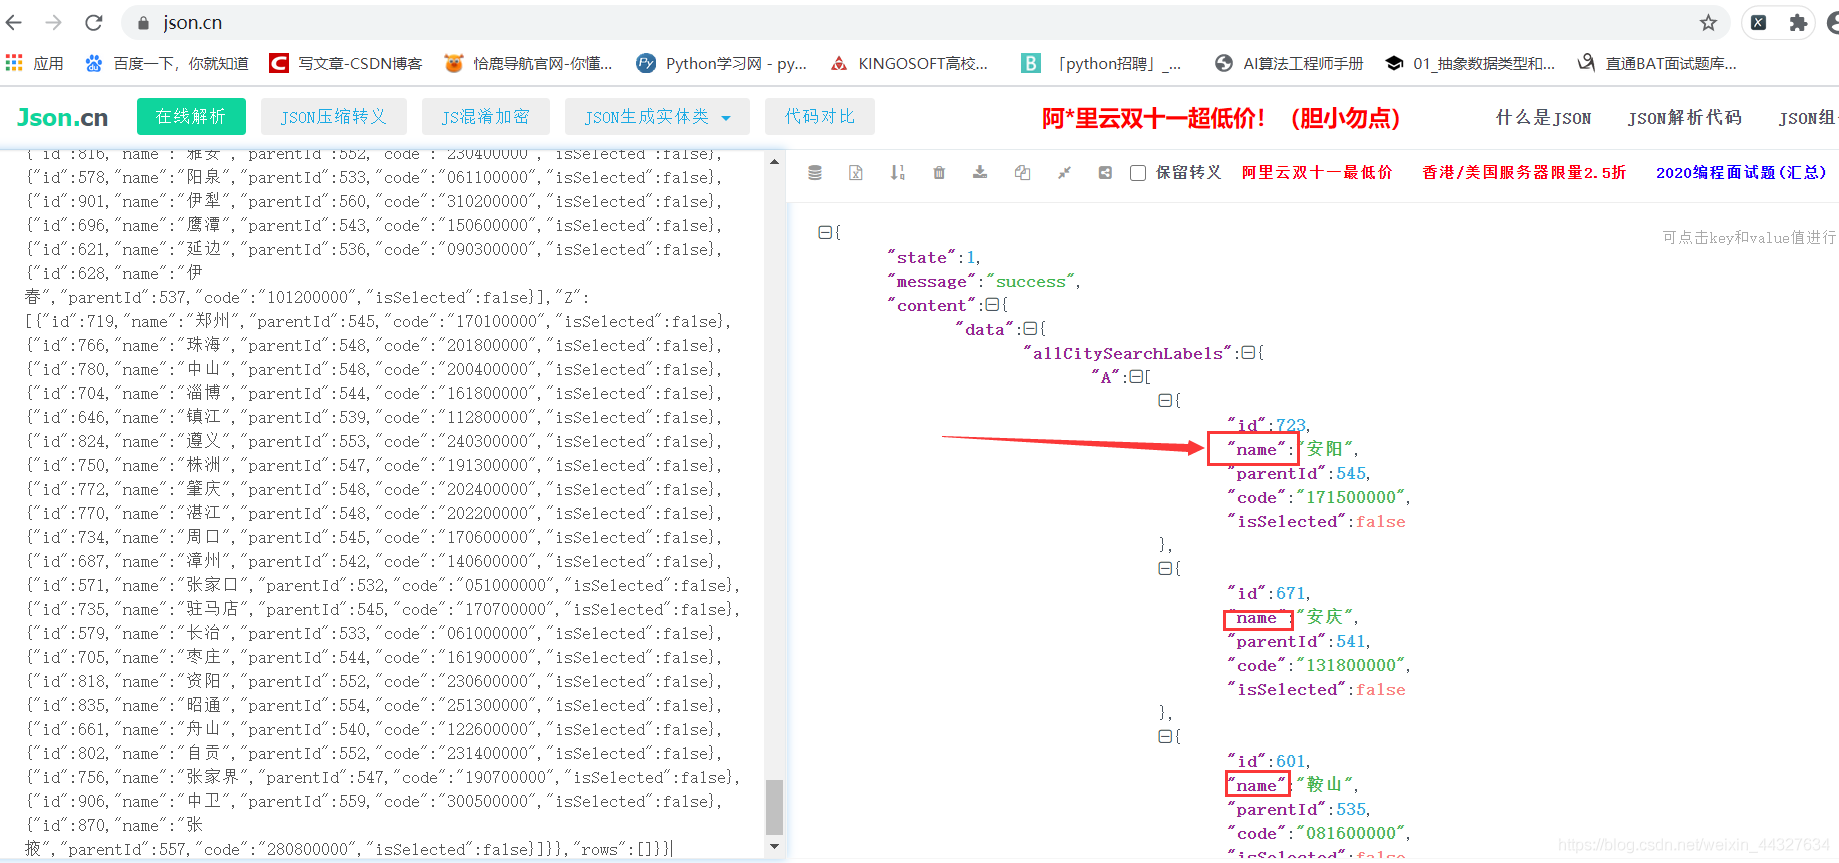 json.cn
应用 百度一下，你就知道 写文章-CSDN博客 恰鹿导航官网-你懂... Python学习网 - py... KINGOSOFT高校... 「python招聘」_... AI算法工程师手册 01_抽象数据类型和... 直通BAT面试题库...
Json.cn 在线解析 JSON压缩转义 JS混淆加密 JSON生成实体类 代码对比 阿*里云双十一超低价！（胆小勿点） 什么是JSON JSON解析代码 JSON组
{"id":816,"name":"雅安","parentId":552,"code":"230400000","isSelected":false},
{"id":578,"name":"阳泉","parentId":533,"code":"061100000","isSelected":false},
{"id":901,"name":"伊犁","parentId":560,"code":"310200000","isSelected":false},
{"id":696,"name":"鹰潭","parentId":543,"code":"150600000","isSelected":false},
{"id":621,"name":"延边","parentId":536,"code":"090300000","isSelected":false},
{"id":628,"name":"伊
春","parentId":537,"code":"101200000","isSelected":false}],"Z":
[{"id":719,"name":"郑州","parentId":545,"code":"170100000","isSelected":false},
{"id":766,"name":"珠海","parentId":548,"code":"201800000","isSelected":false},
{"id":780,"name":"中山","parentId":548,"code":"200400000","isSelected":false},
{"id":704,"name":"淄博","parentId":544,"code":"161800000","isSelected":false},
{"id":646,"name":"镇江","parentId":539,"code":"112800000","isSelected":false},
{"id":824,"name":"遵义","parentId":553,"code":"240300000","isSelected":false},
{"id":750,"name":"株洲","parentId":547,"code":"191300000","isSelected":false},
{"id":772,"name":"肇庆","parentId":548,"code":"202400000","isSelected":false},
{"id":770,"name":"湛江","parentId":548,"code":"202200000","isSelected":false},
{"id":734,"name":"周口","parentId":545,"code":"170600000","isSelected":false},
{"id":687,"name":"漳州","parentId":542,"code":"140600000","isSelected":false},
{"id":571,"name":"张家口","parentId":532,"code":"051000000","isSelected":false},
{"id":735,"name":"驻马店","parentId":545,"code":"170700000","isSelected":false},
{"id":579,"name":"长治","parentId":533,"code":"061000000","isSelected":false},
{"id":705,"name":"枣庄","parentId":544,"code":"161900000","isSelected":false},
{"id":818,"name":"资阳","parentId":552,"code":"230600000","isSelected":false},
{"id":835,"name":"昭通","parentId":554,"code":"251300000","isSelected":false},
{"id":661,"name":"舟山","parentId":540,"code":"122600000","isSelected":false},
{"id":802,"name":"自贡","parentId":552,"code":"231400000","isSelected":false},
{"id":756,"name":"张家界","parentId":547,"code":"190700000","isSelected":false},
{"id":906,"name":"中卫","parentId":559,"code":"300500000","isSelected":false},
{"id":870,"name":"张
掖","parentId":557,"code":"280800000","isSelected":false}]}},"rows":[]}}
保留转义 阿里云双十一最低价 香港/美国服务器限量2.5折 2020编程面试题(汇总)
可点击key和value值进行
{
"state":1,
"message":"success",
"content":{
"data":{
"allCitySearchLabels":{
"A":[
{
"id":723,
"name":"安阳",
"parentId":545,
"code":"171500000",
"isSelected":false
},
{
"id":671,
"name":"安庆",
"parentId":541,
"code":"131800000",
"isSelected":false
},
{
"id":601,
"name":"鞍山",
"parentId":535,
"code":"081600000",
"isSelected":false
https://blog.csdn.net/weixin_44327634